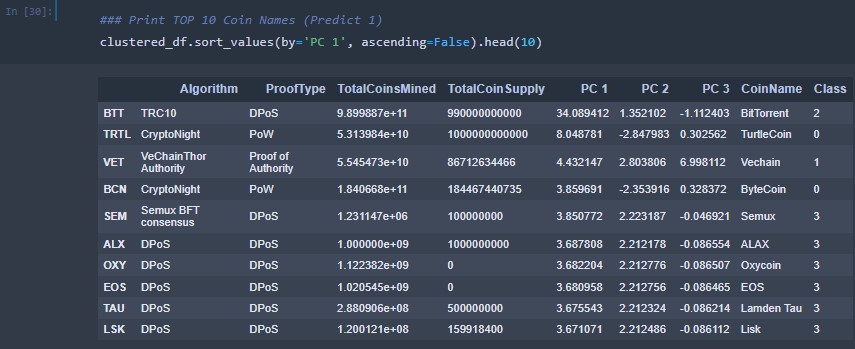 In [30]:
### Print TOP 10 Coin Names (Predict 1)
clustered_df.sort_values(by='PC 1', ascending=False).head(10)
Algorithm ProofType TotalCoinsMined TotalCoinSupply PC 1 PC 2 PC 3 CoinName Class
BTT TRC10 DPoS 9.899887e+11 990000000000 34.089412 1.352102 -1.112403 BitTorrent 2
TRTL CryptoNight PoW 5.313984e+10 1000000000000 8.048781 -2.847983 0.302562 TurtleCoin 0
VET VeChainThor Authority Proof of Authority 5.545473e+10 86712634466 4.432147 2.803806 6.998112 Vechain 1
BCN CryptoNight PoW 1.840668e+11 184467440735 3.859691 -2.353916 0.328372 ByteCoin 0
SEM Semux BFT consensus DPoS 1.231147e+06 100000000 3.850772 2.223187 -0.046921 Semux 3
ALX DPoS DPoS 1.000000e+09 1000000000 3.687808 2.212178 -0.086554 ALAX 3
OXY DPoS DPoS 1.122382e+09 0 3.682204 2.212776 -0.086507 Oxycoin 3
EOS DPoS DPoS 1.020545e+09 0 3.680958 2.212756 -0.086465 EOS 3
TAU DPoS DPoS 2.880906e+08 500000000 3.675543 2.212324 -0.086214 Lamden Tau 3
LSK DPoS DPoS 1.200121e+08 159918400 3.671071 2.212486 -0.086112 Lisk 3